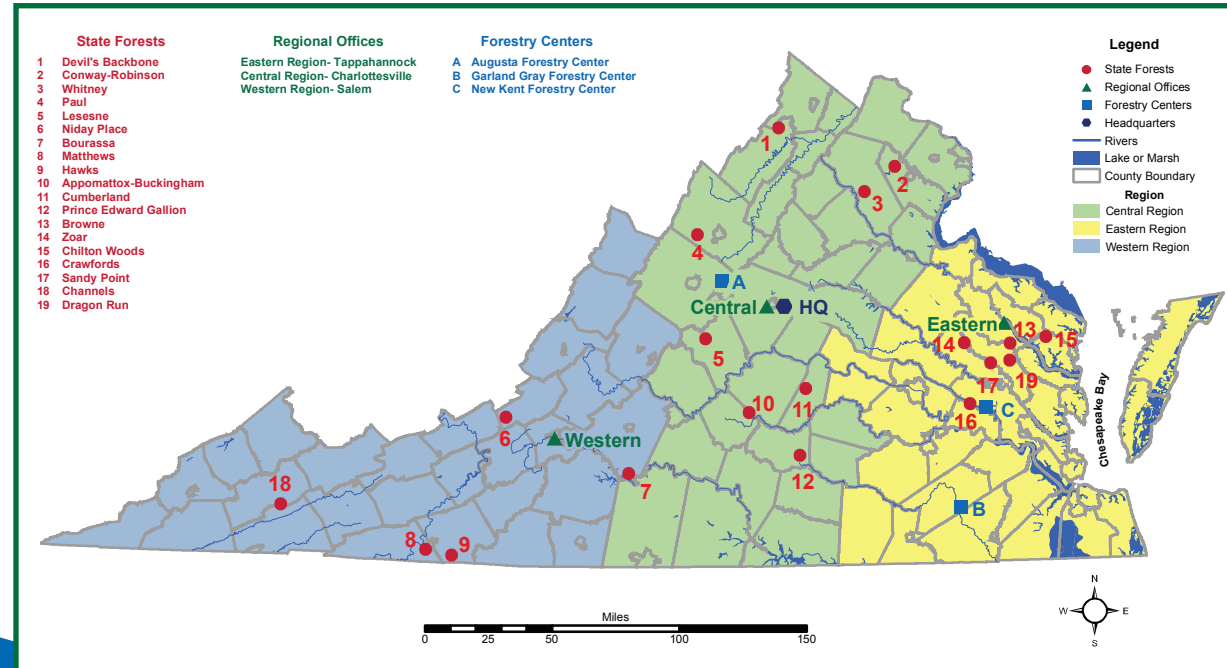 State Forests
1 Devil's Backbone
2 Conway-Robinson
3 Whitney
4 Paul
5 Lesesne
6 Niday Place
7 Bourassa
8 Matthews
9 Hawks
10 Appomattox-Buckingham
11 Cumberland
12 Prince Edward Gallion
13 Browne
14 Zoar
15 Chilton Woods
16 Crawfords
17 Sandy Point
18 Channels
19 Dragon Run
Regional Offices
Eastern Region- Tappahannock
Central Region- Charlottesville
Western Region- Salem
Forestry Centers
A Augusta Forestry Center
B Garland Gray Forestry Center
C New Kent Forestry Center
Legend
State Forests
Regional Offices
Forestry Centers
Headquarters
Rivers
Lake or Marsh
County Boundary
Region
Central Region
Eastern Region
Western Region
1
2
3
4
A
Central
HQ
Eastern
13
14
15
5
17
19
10
11
16
C
6
Western
7
12
18
B
8
9
Chesapeake Bay
N
W
E
S
Miles
0 25 50 100 150